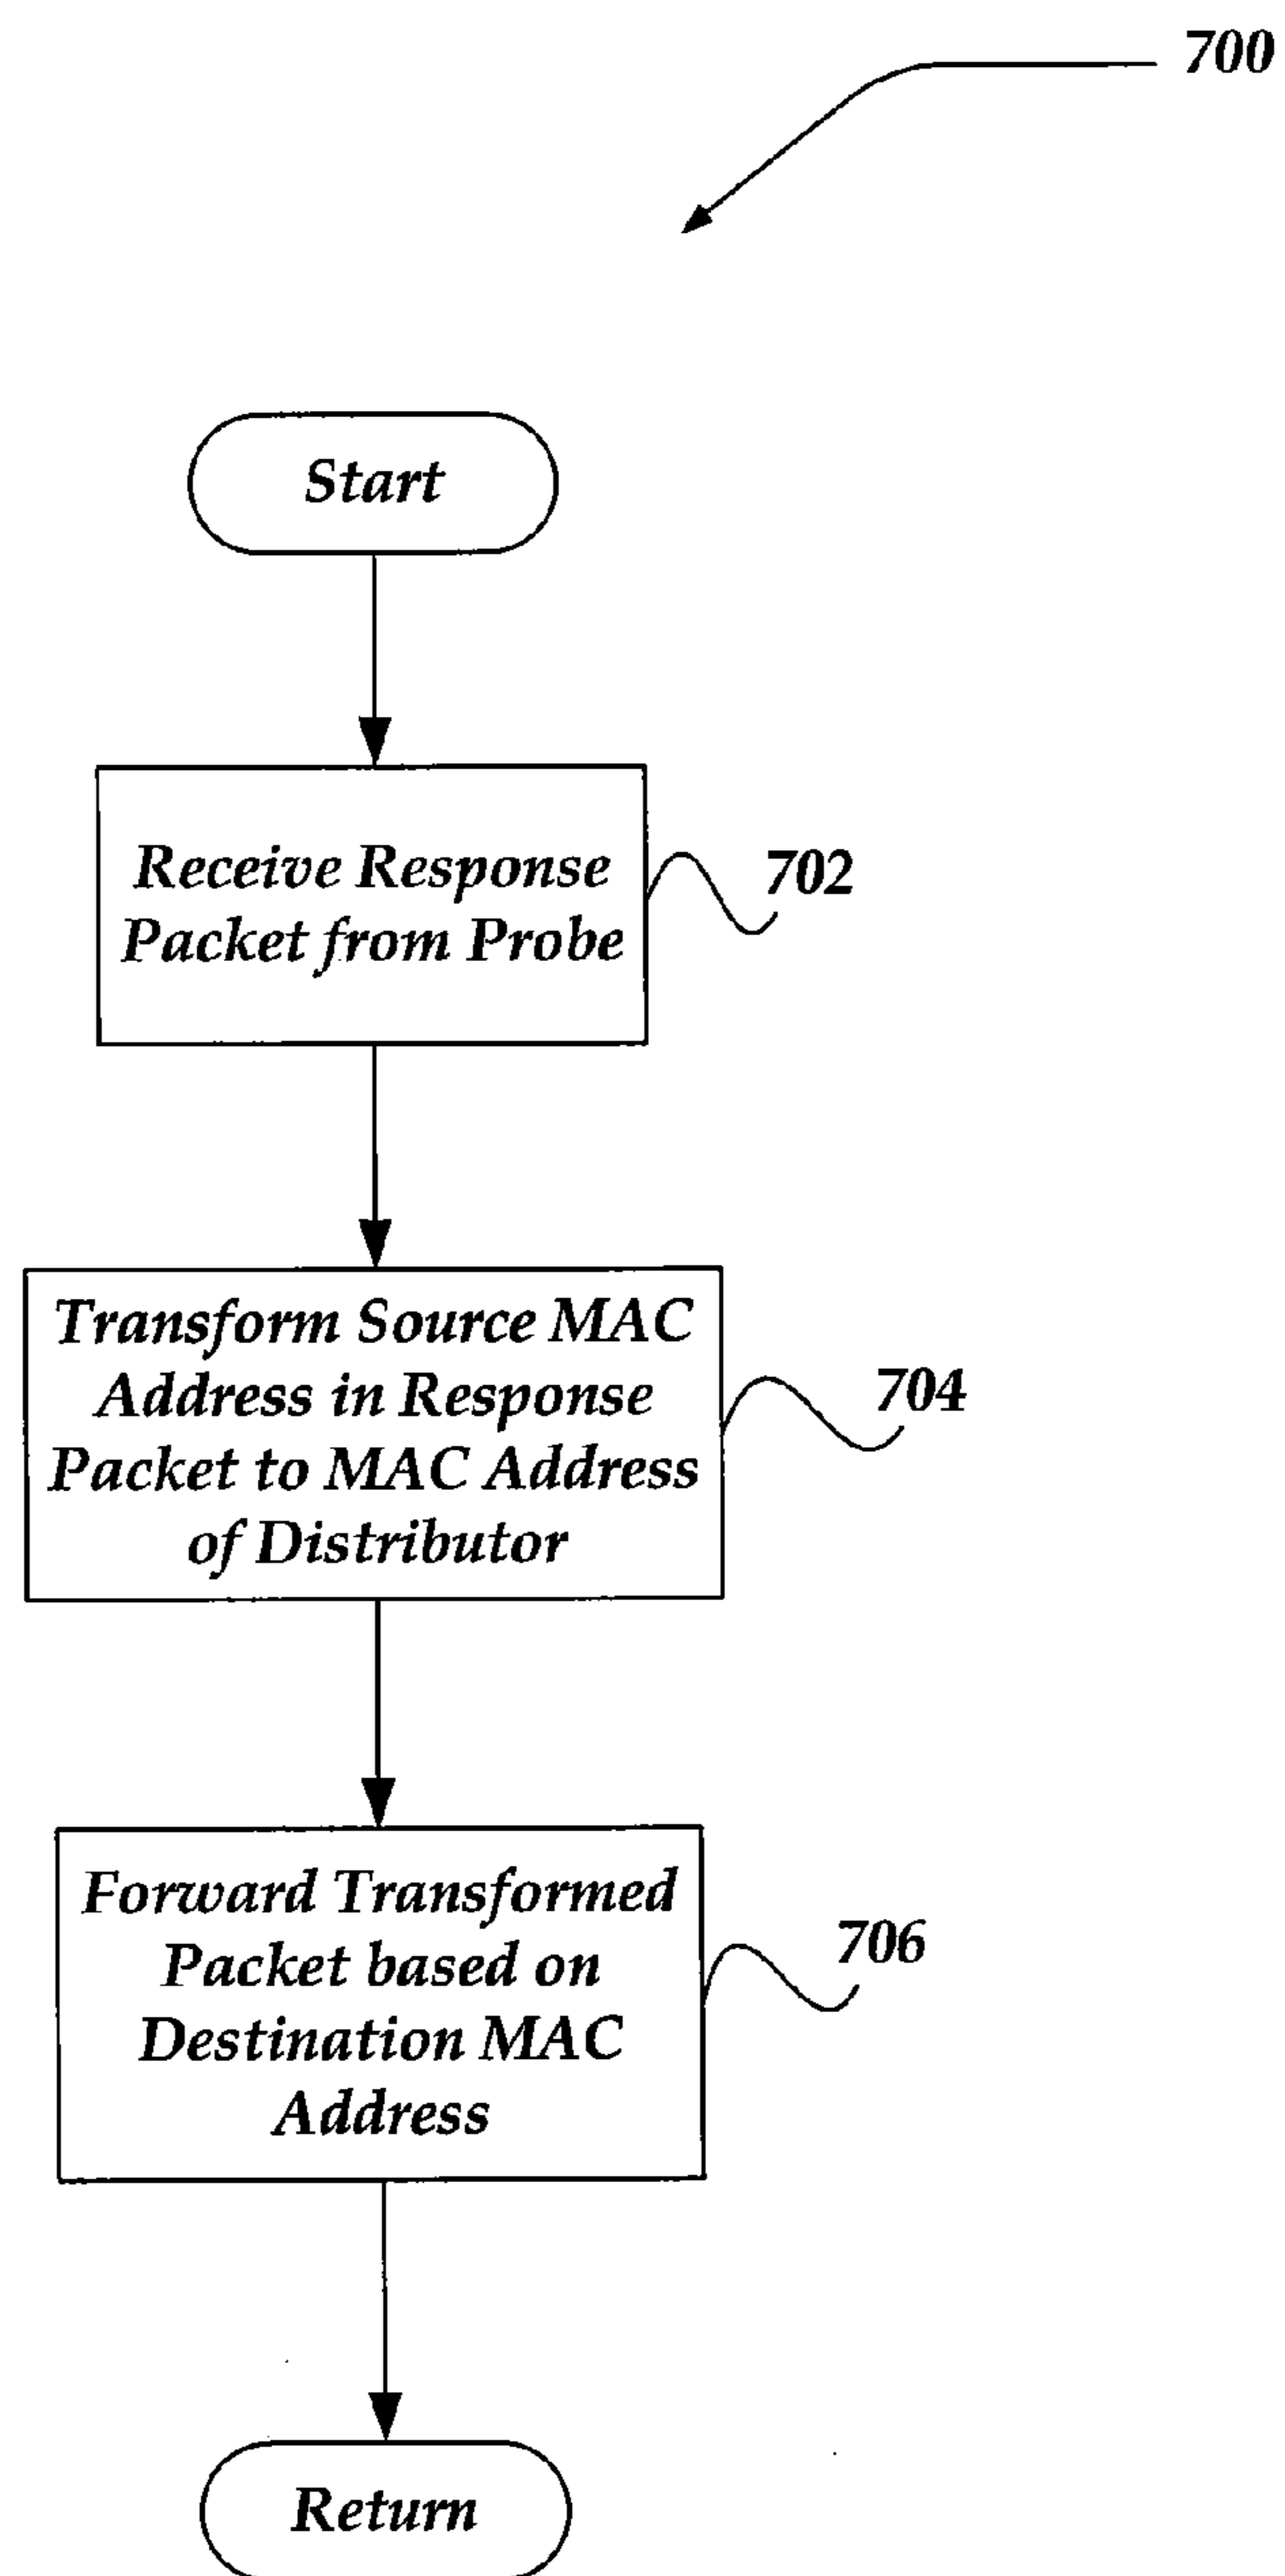 700
Start
Receive Response
Packet from Probe
702
Transform Source MAC
Address in Response
Packet to MAC Address
of Distributor
704
Forward Transformed
Packet based on
Destination MAC
Address
706
Return